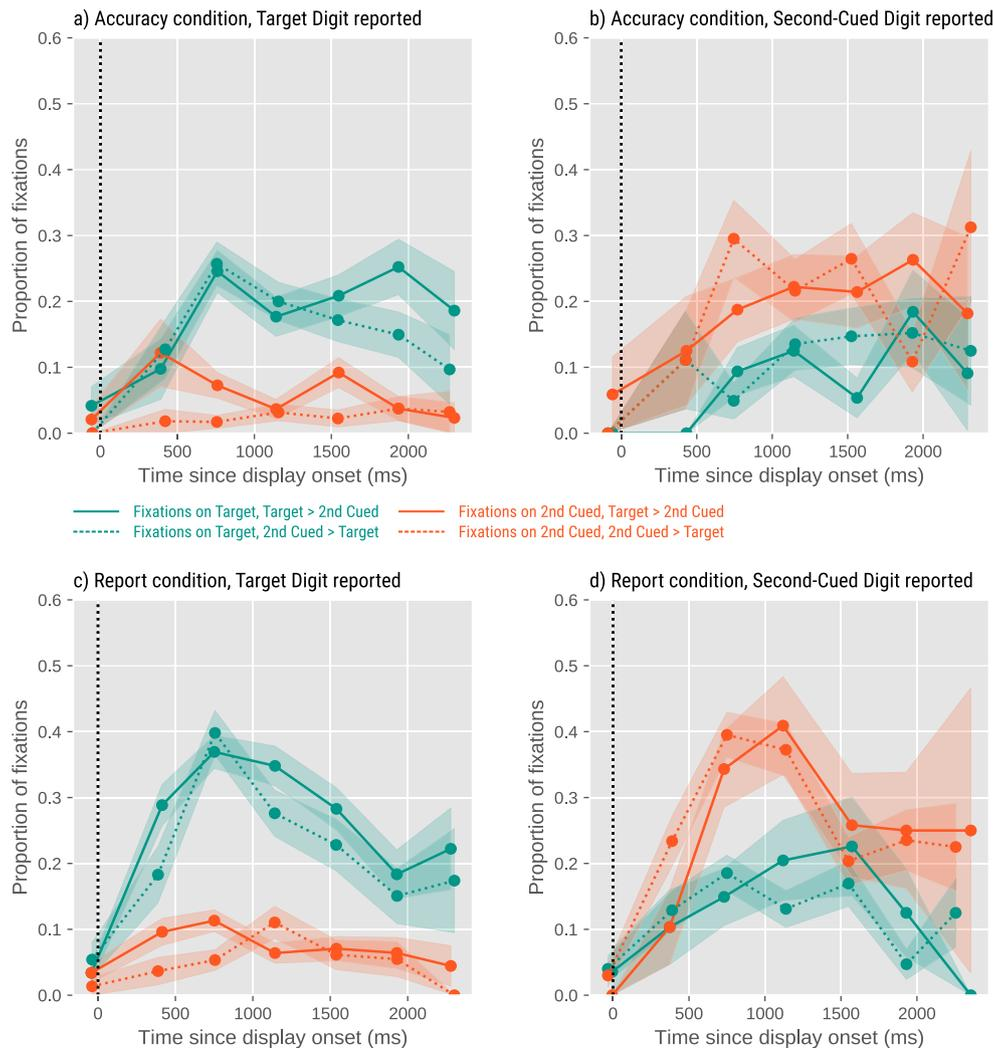 a) Accuracy condition, Target Digit reported
b) Accuracy condition, Second-Cued Digit reported
0.6
0.5
0.4
0.3
0.2
0.1
0.0
Proportion of fixations
0 500 1000 1500 2000
Time since display onset (ms)
0.6
0.5
0.4
0.3
0.2
0.1
0.0
Proportion of fixations
0 500 1000 1500 2000
Time since display onset (ms)
Fixations on Target, Target > 2nd Cued
Fixations on 2nd Cued, Target > 2nd Cued
Fixations on Target, 2nd Cued > Target
Fixations on 2nd Cued, 2nd Cued > Target
c) Report condition, Target Digit reported
d) Report condition, Second-Cued Digit reported
0.6
0.5
0.4
0.3
0.2
0.1
0.0
Proportion of fixations
0 500 1000 1500 2000
Time since display onset (ms)
0.6
0.5
0.4
0.3
0.2
0.1
0.0
Proportion of fixations
0 500 1000 1500 2000
Time since display onset (ms)